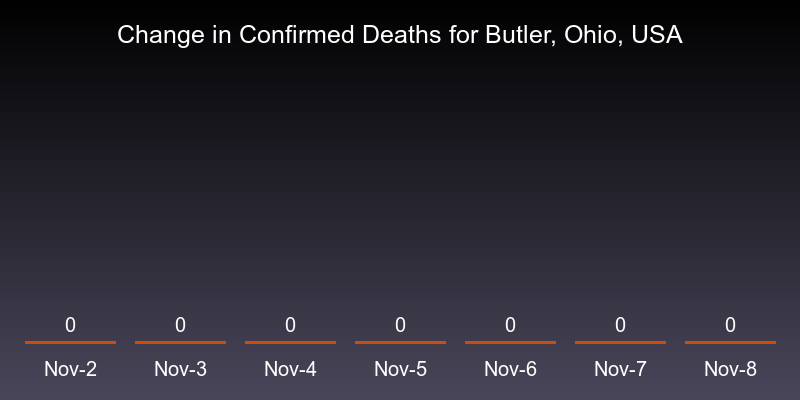 Change in Confirmed Deaths for Butler, Ohio, USA
0 0 0 0 0 0 0
Nov-2 Nov-3 Nov-4 Nov-5 Nov-6 Nov-7 Nov-8